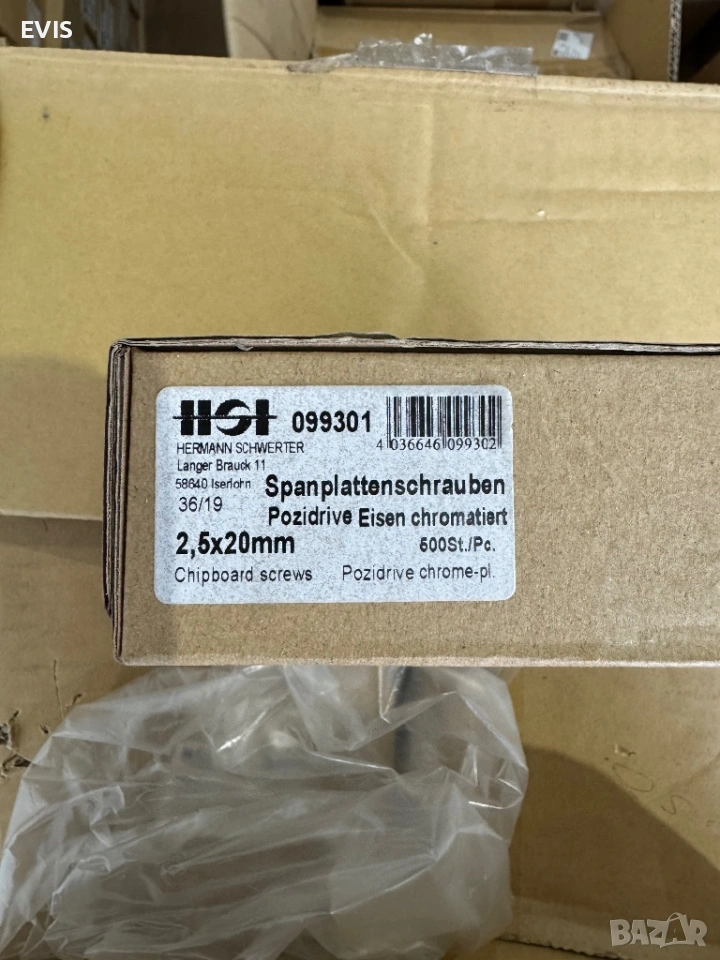 EVIS
HSI 099301
4 036646 099302
HERMANN SCHWERTER
Langer Brauck 11
58640 Iserlohn
36/19
Spanplattenschrauben
Pozidrive Eisen chromatiert
2,5x20mm 500St./Pc.
Chipboard screws Pozidrive chrome-pl.
BAZAR